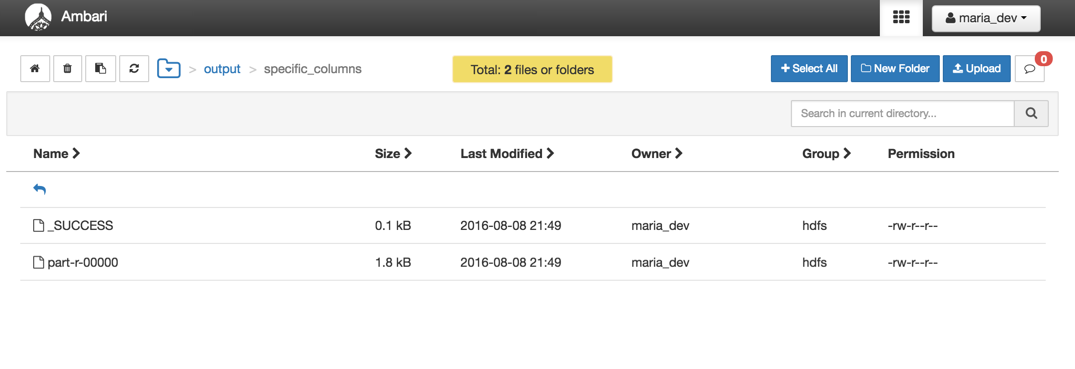 Ambari
maria_dev
> output > specific_columns
Total: 2 files or folders
Select All
New Folder
Upload
0
Search in current directory...
Name Size Last Modified Owner Group Permission
_SUCCESS 0.1 kB 2016-08-08 21:49 maria_dev hdfs -rw-r--r--
part-r-00000 1.8 kB 2016-08-08 21:49 maria_dev hdfs -rw-r--r--